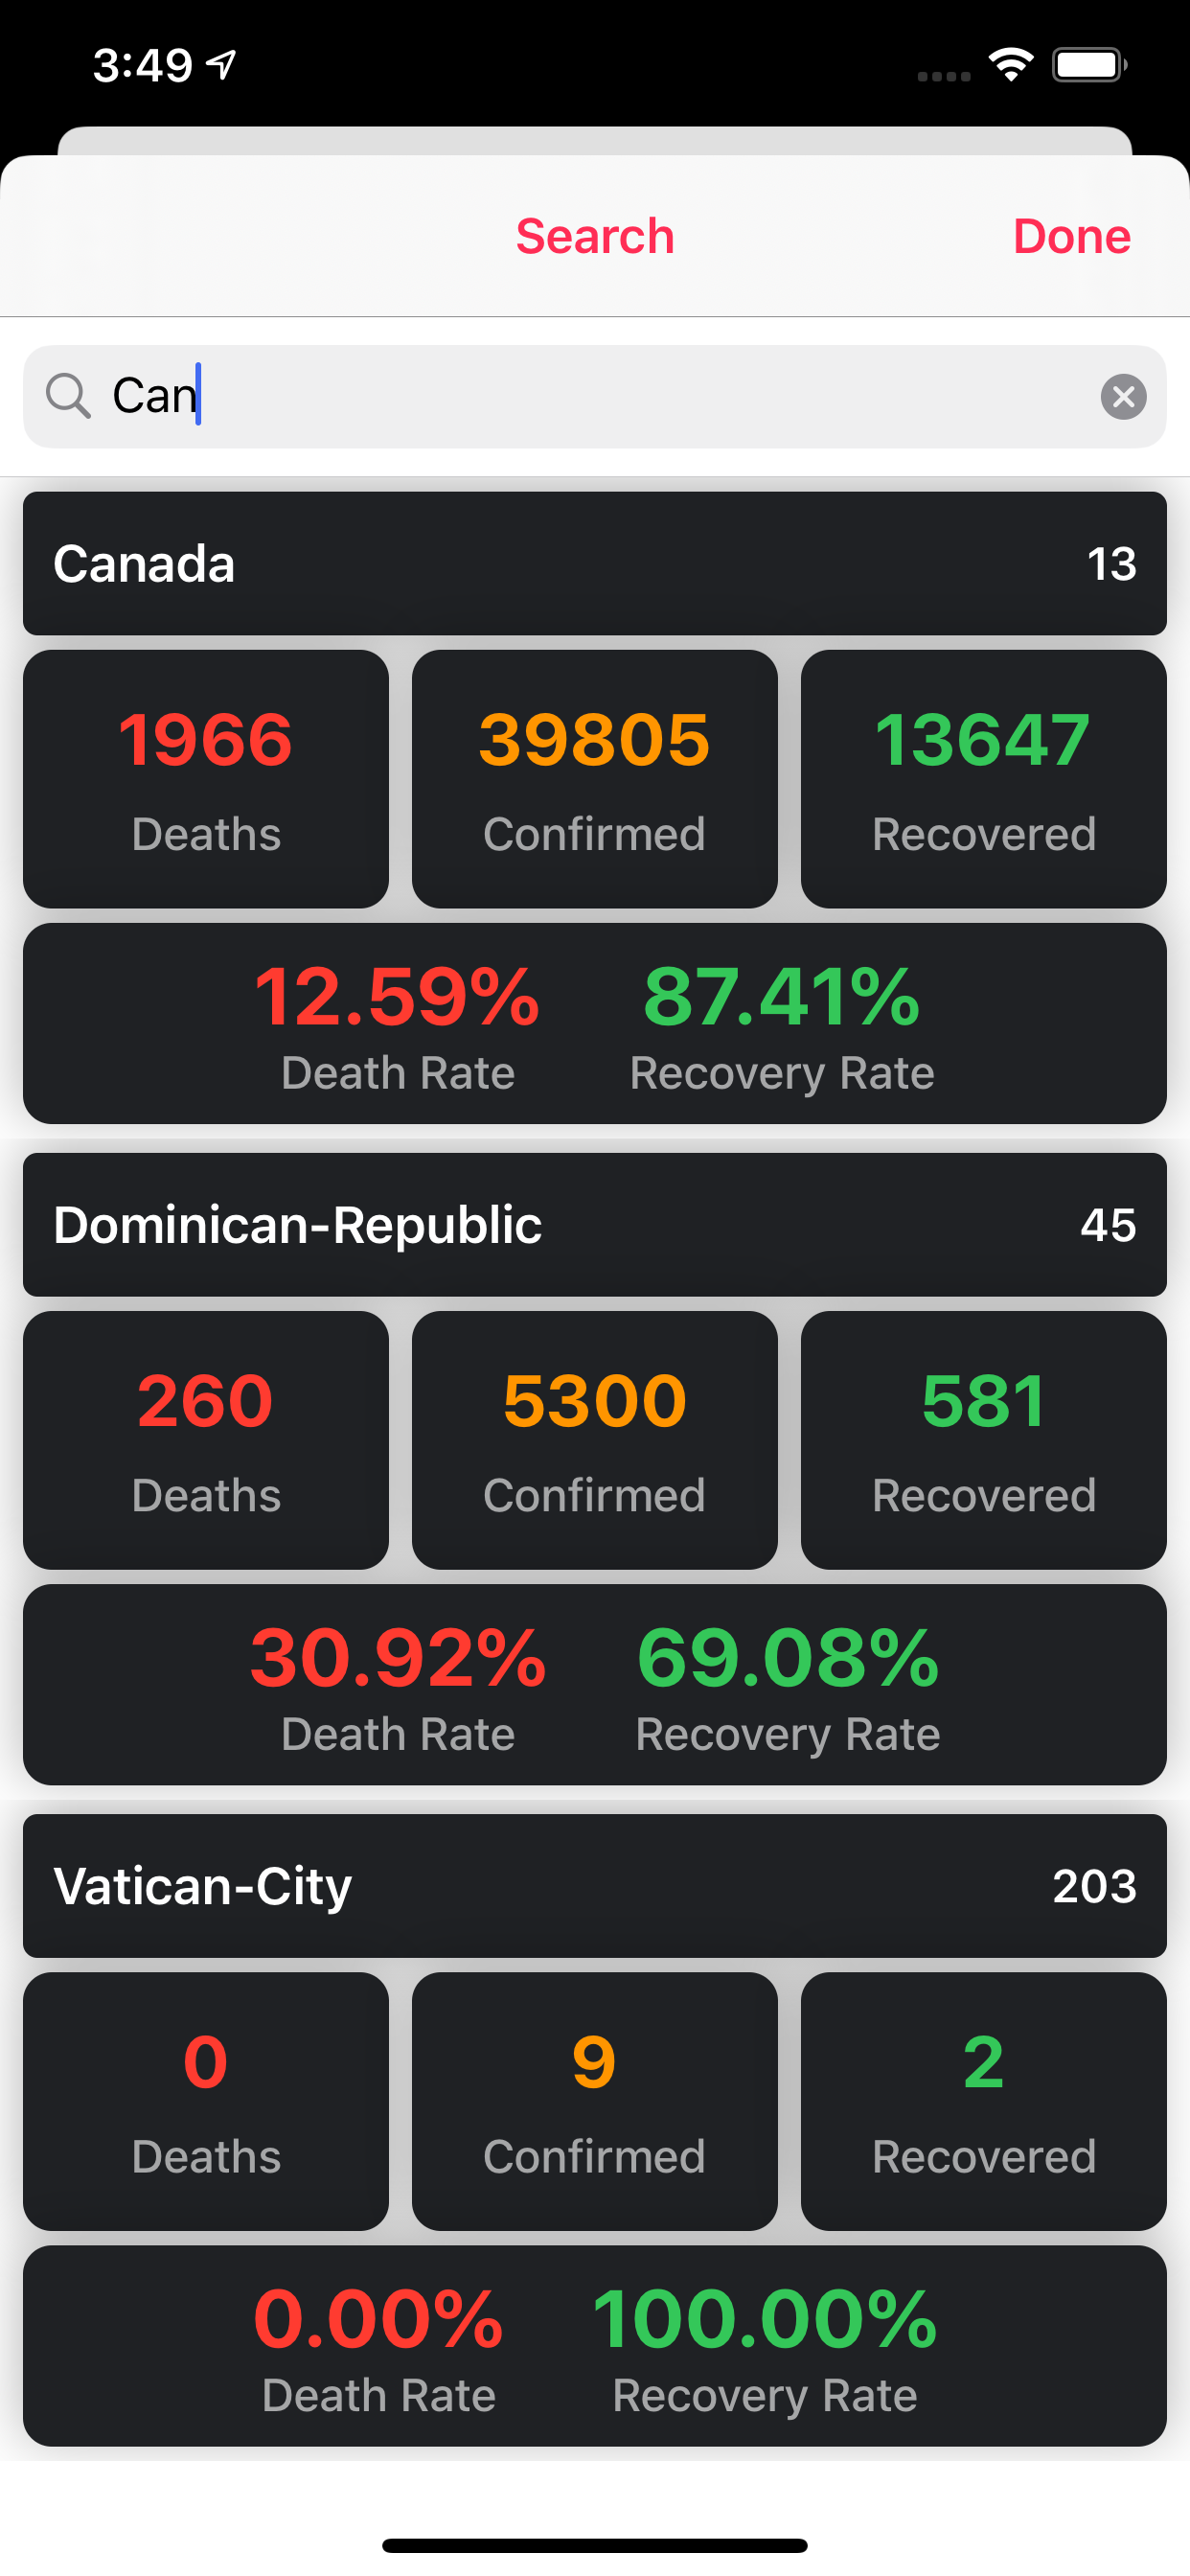 3:49
Search Done
Can
Canada 13
1966 39805 13647
Deaths Confirmed Recovered
12.59% 87.41%
Death Rate Recovery Rate
Dominican-Republic 45
260 5300 581
Deaths Confirmed Recovered
30.92% 69.08%
Death Rate Recovery Rate
Vatican-City 203
0 9 2
Deaths Confirmed Recovered
0.00% 100.00%
Death Rate Recovery Rate